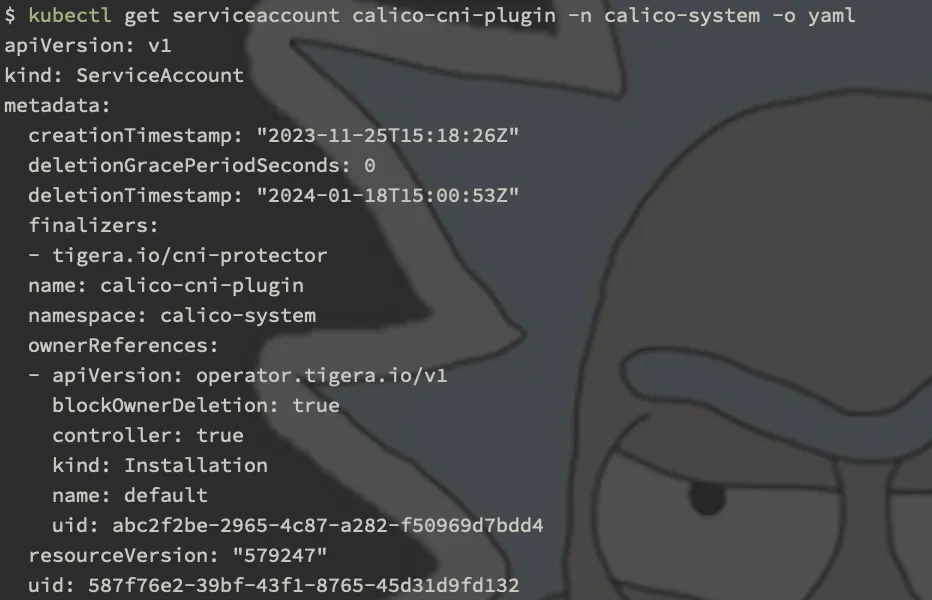 $ kubectl get serviceaccount calico-cni-plugin -n calico-system -o yaml
apiVersion: v1
kind: ServiceAccount
metadata:
  creationTimestamp: "2023-11-25T15:18:26Z"
  deletionGracePeriodSeconds: 0
  deletionTimestamp: "2024-01-18T15:00:53Z"
  finalizers:
  - tigera.io/cni-protector
  name: calico-cni-plugin
  namespace: calico-system
  ownerReferences:
  - apiVersion: operator.tigera.io/v1
    blockOwnerDeletion: true
    controller: true
    kind: Installation
    name: default
    uid: abc2f2be-2965-4c87-a282-f50969d7bdd4
  resourceVersion: "579247"
  uid: 587f76e2-39bf-43f1-8765-45d31d9fd132